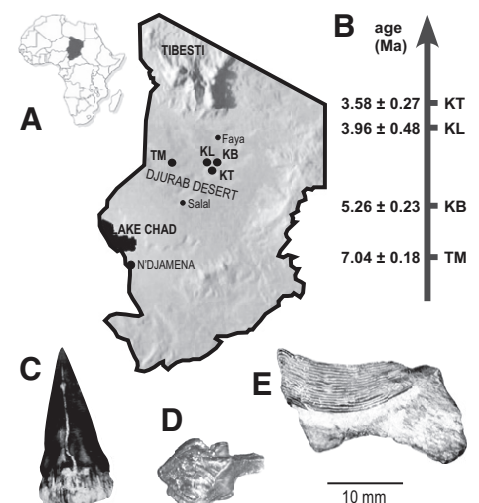 A
TIBESTI
Faya
TM
KL
KB
KT
DJURAB DESERT
Salal
LAKE CHAD
N'DJAMENA
B
age
(Ma)
3.58 ± 0.27 KT
3.96 ± 0.48 KL
5.26 ± 0.23 KB
7.04 ± 0.18 TM
C
D
E
10 mm